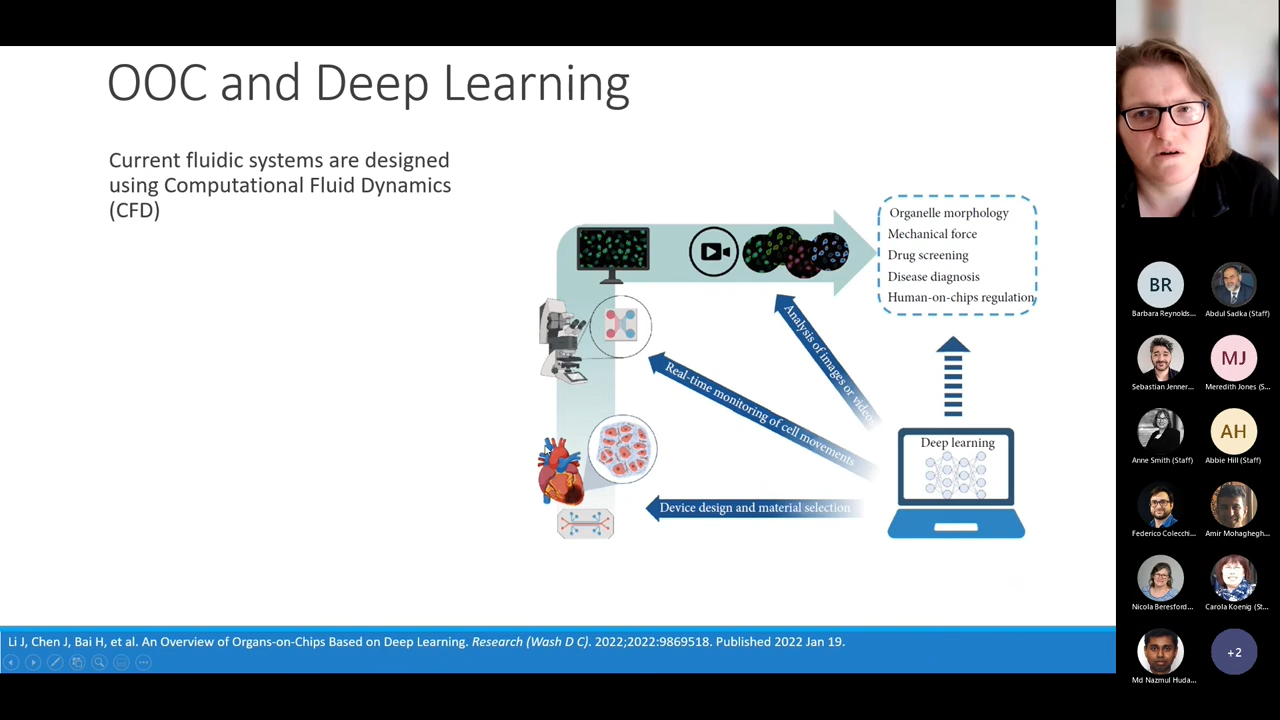 OOC and Deep Learning
Current fluidic systems are designed
using Computational Fluid Dynamics
(CFD)
Organelle morphology
Mechanical force
Drug screening
Disease diagnosis
Human-on-chips regulation
Analysis of images or video
Real-time monitoring of cell movements
Device design and material selection
Deep learning
Li J, Chen J, Bai H, et al. An Overview of Organs-on-Chips Based on Deep Learning. Research (Wash D C). 2022;2022:9869518. Published 2022 Jan 19.
BR
Barbara Reynolds...
Abdul Sadka (Staff)
Sebastian Jenner...
MJ
Meredith Jones (S...
Anne Smith (Staff)
AH
Abbie Hill (Staff)
Federico Colecchi...
Amir Mohaghegh...
Nicola Beresford...
Carola Koenig (St...
Md Nazmul Huda...
+2